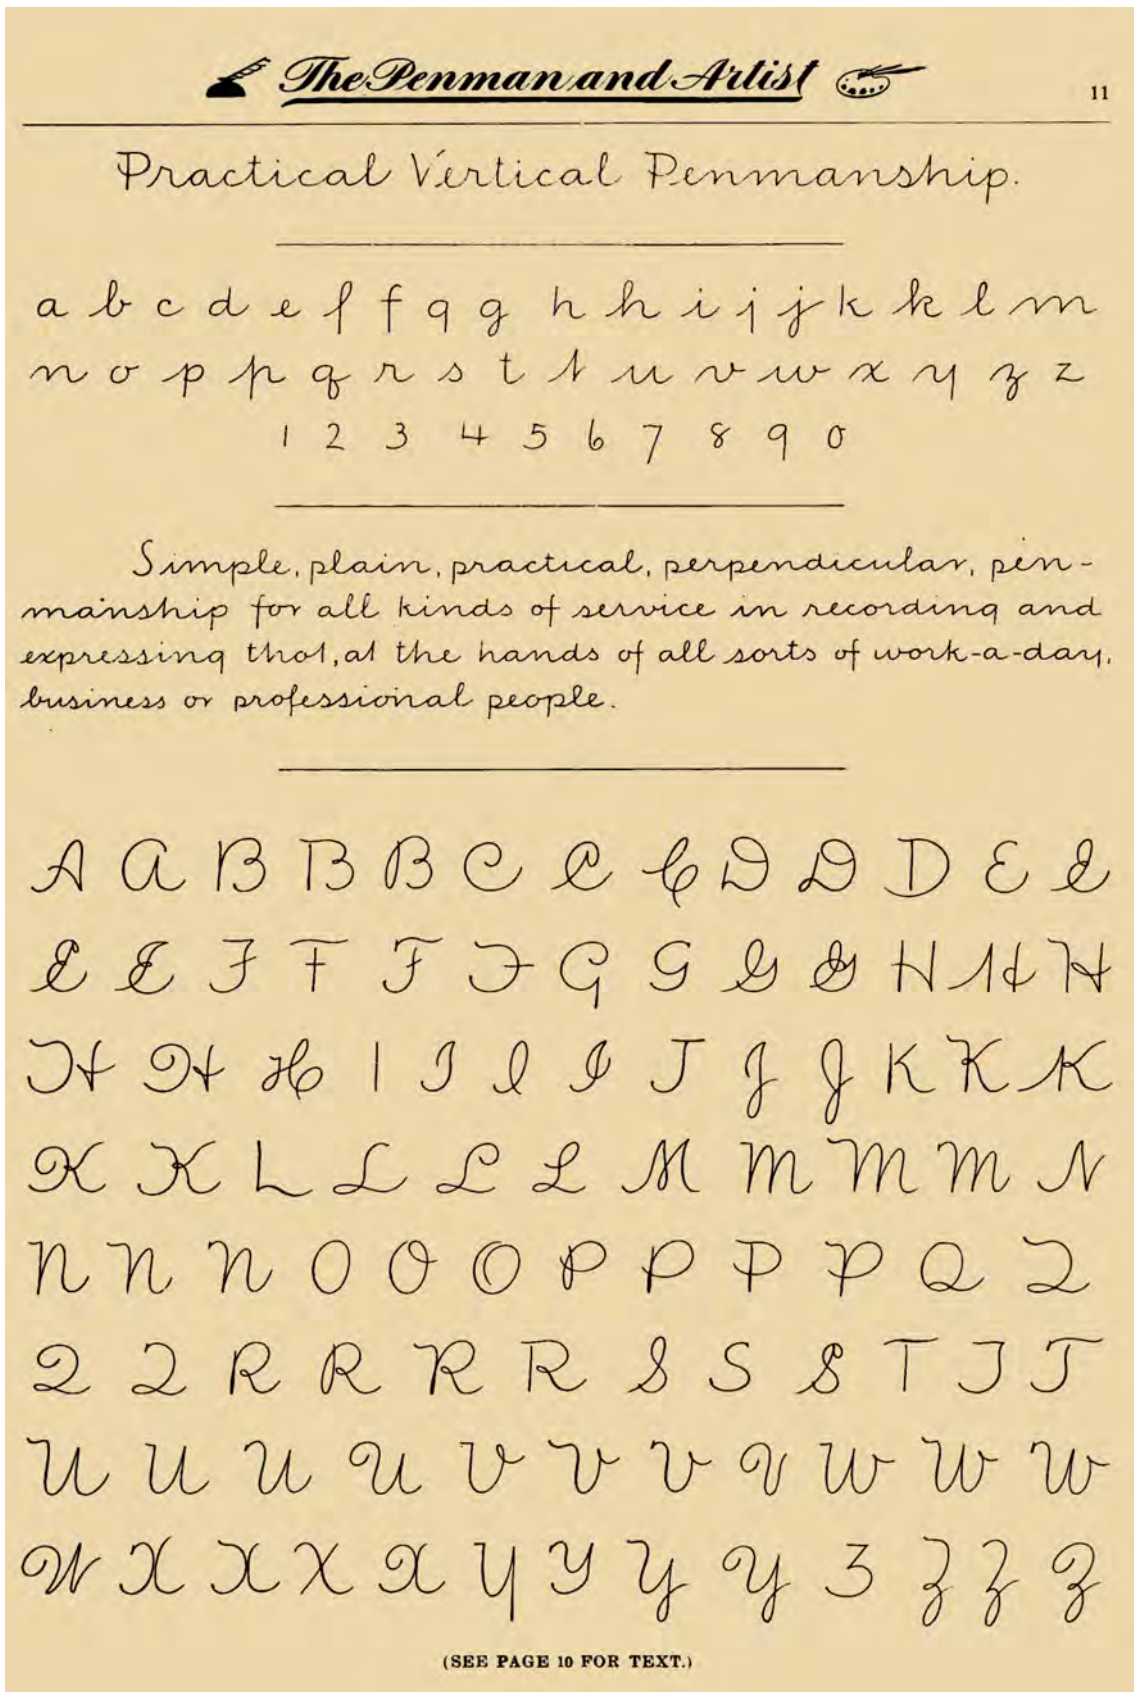 The Penman and Artist
11
Practical Vertical Penmanship.
a b c d e f f g g h h i j j k k l m
n o p p q r s t t u v w x y z z
1 2 3 4 5 6 7 8 9 0
Simple, plain, practical, perpendicular, pen-
manship for all kinds of service in recording and
expressing that, at the hands of all sorts of work-a-day,
business or professional people.
A A B B B C C C D D D E E
E E F F F F G G G G H H H
H H H I I I I J J J K K K
K K L L L L M M M M N
N N N O O O P P P P Q Q
Q Q R R R R S S S T T T
U U U U V V V V W W W
W X X X X Y Y Y Y Z Z Z Z
(SEE PAGE 10 FOR TEXT.)